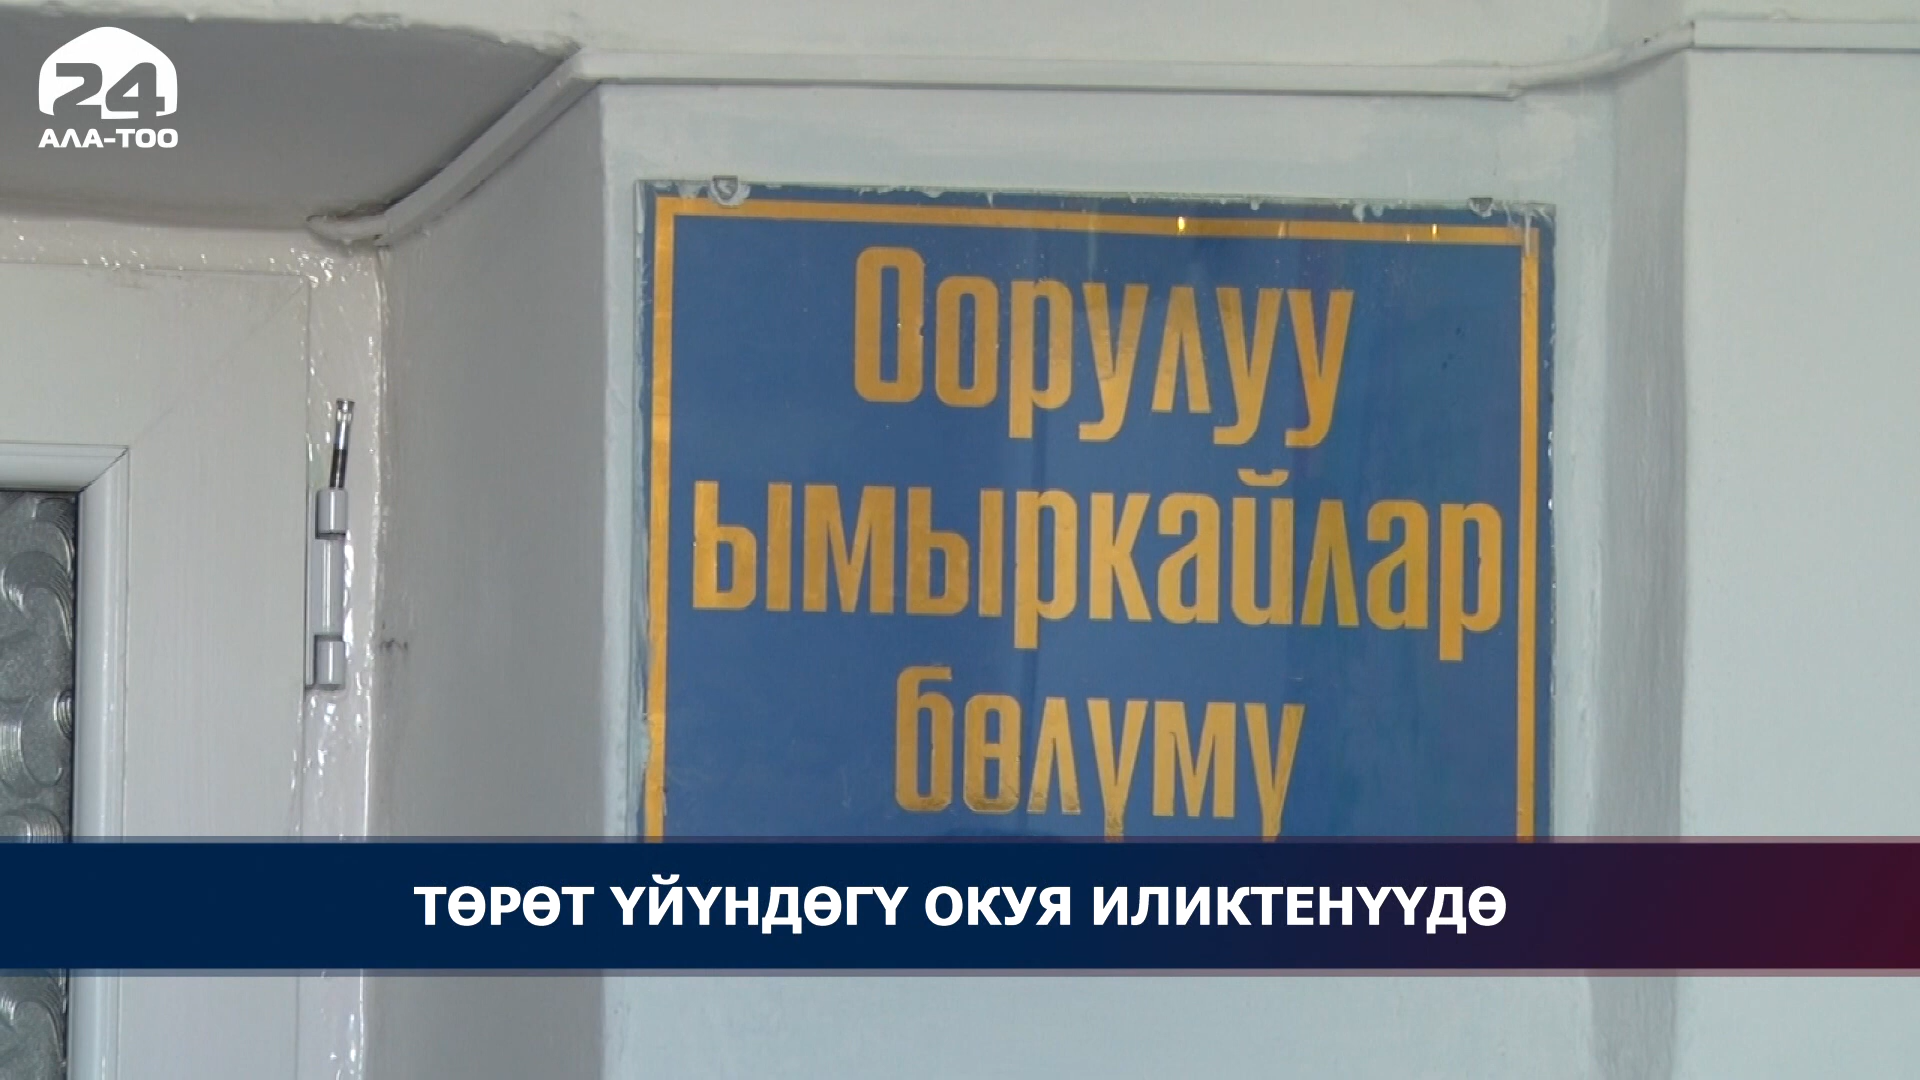 24
АЛА-ТОО
Оорулуу
ымыркайлар
бөлүмү
ТӨРӨТ ҮЙҮНДӨГҮ ОКУЯ ИЛИКТЕНҮҮДӨ